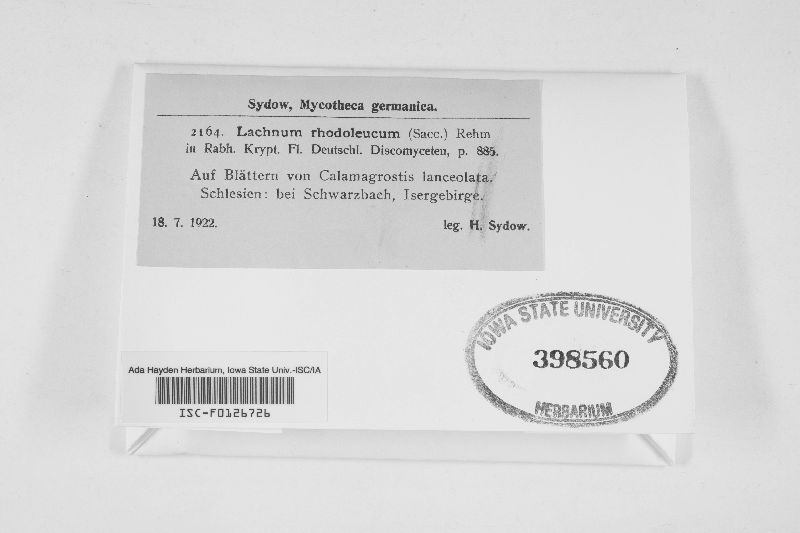 Sydow, Mycotheca germanica.
2164. Lachnum rhodoleucum (Sacc.) Rehm
in Rabh. Krypt. Fl. Deutschl. Discomyceten, p. 885.
Auf Blättern von Calamagrostis lanceolata.
Schlesien: bei Schwarzbach, Isergebirge.
18. 7. 1922. leg. H. Sydow.
IOWA STATE UNIVERSITY
398560
HERBARIUM
Ada Hayden Herbarium, Iowa State Univ.-ISC/IA
ISC-F0126726